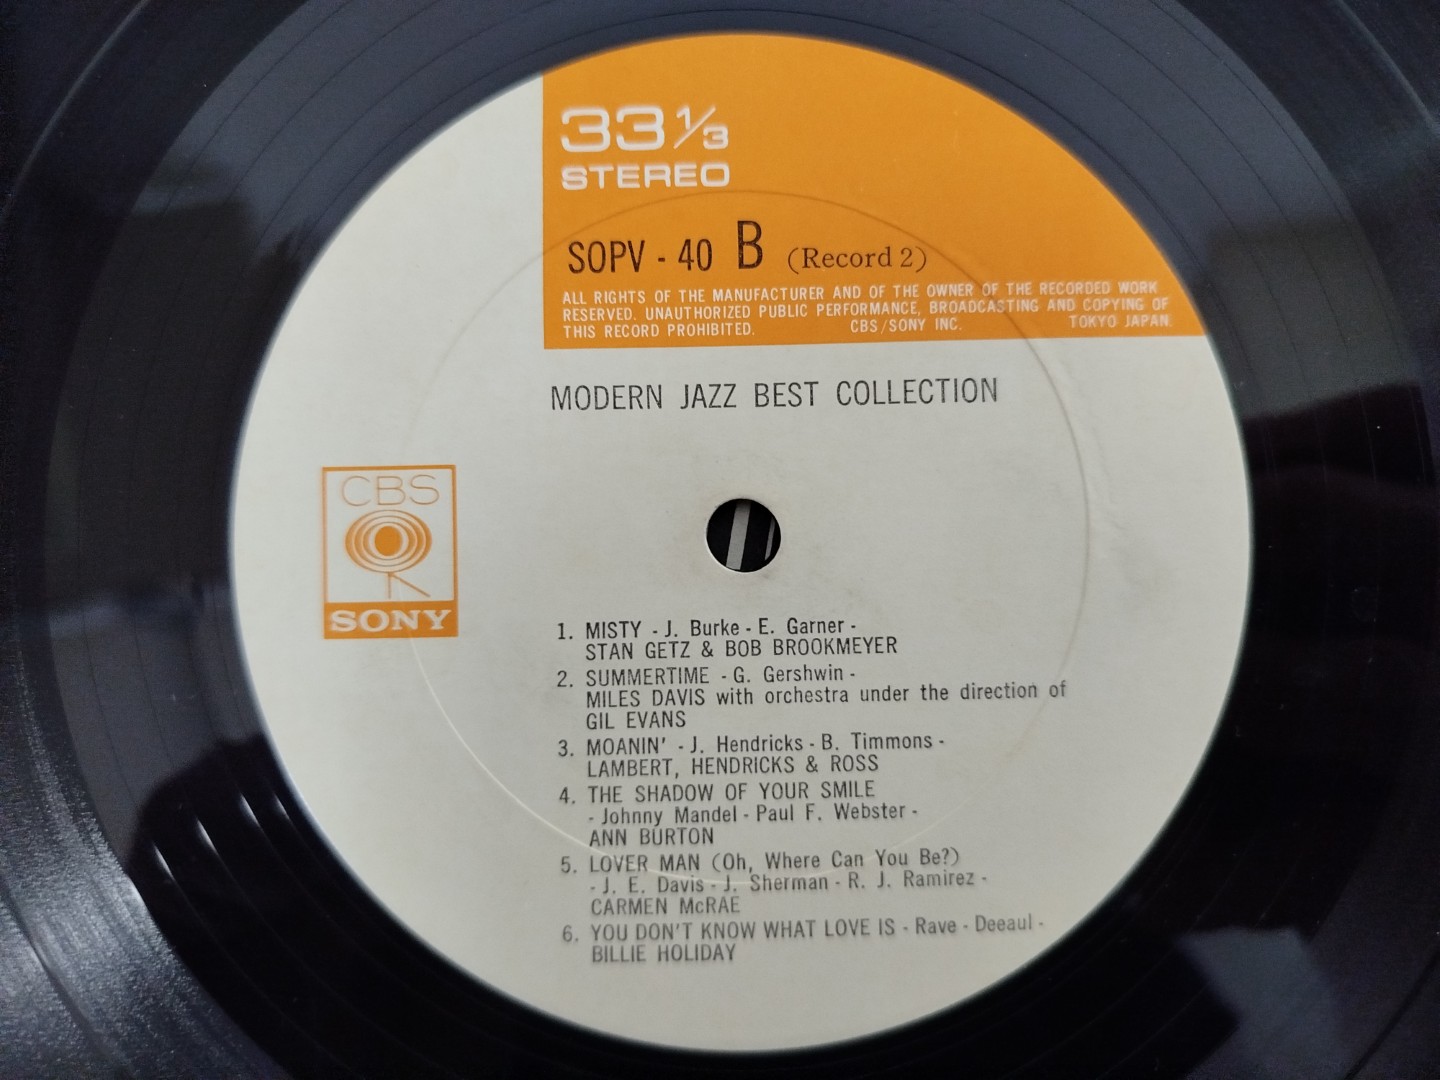 33 1/3
STEREO
SOPV - 40 B (Record 2)
ALL RIGHTS OF THE MANUFACTURER AND OF THE OWNER OF THE RECORDED WORK
RESERVED. UNAUTHORIZED PUBLIC PERFORMANCE, BROADCASTING AND COPYING OF
THIS RECORD PROHIBITED. CBS/SONY INC. TOKYO JAPAN.
MODERN JAZZ BEST COLLECTION
CBS
SONY
1. MISTY - J. Burke - E. Garner -
STAN GETZ & BOB BROOKMEYER
2. SUMMERTIME - G. Gershwin -
MILES DAVIS with orchestra under the direction of
GIL EVANS
3. MOANIN' - J. Hendricks - B. Timmons -
LAMBERT, HENDRICKS & ROSS
4. THE SHADOW OF YOUR SMILE
- Johnny Mandel - Paul F. Webster -
ANN BURTON
5. LOVER MAN (Oh, Where Can You Be?)
- J. E. Davis - J. Sherman - R. J. Ramirez -
CARMEN McRAE
6. YOU DON'T KNOW WHAT LOVE IS - Rave - Deeaul -
BILLIE HOLIDAY